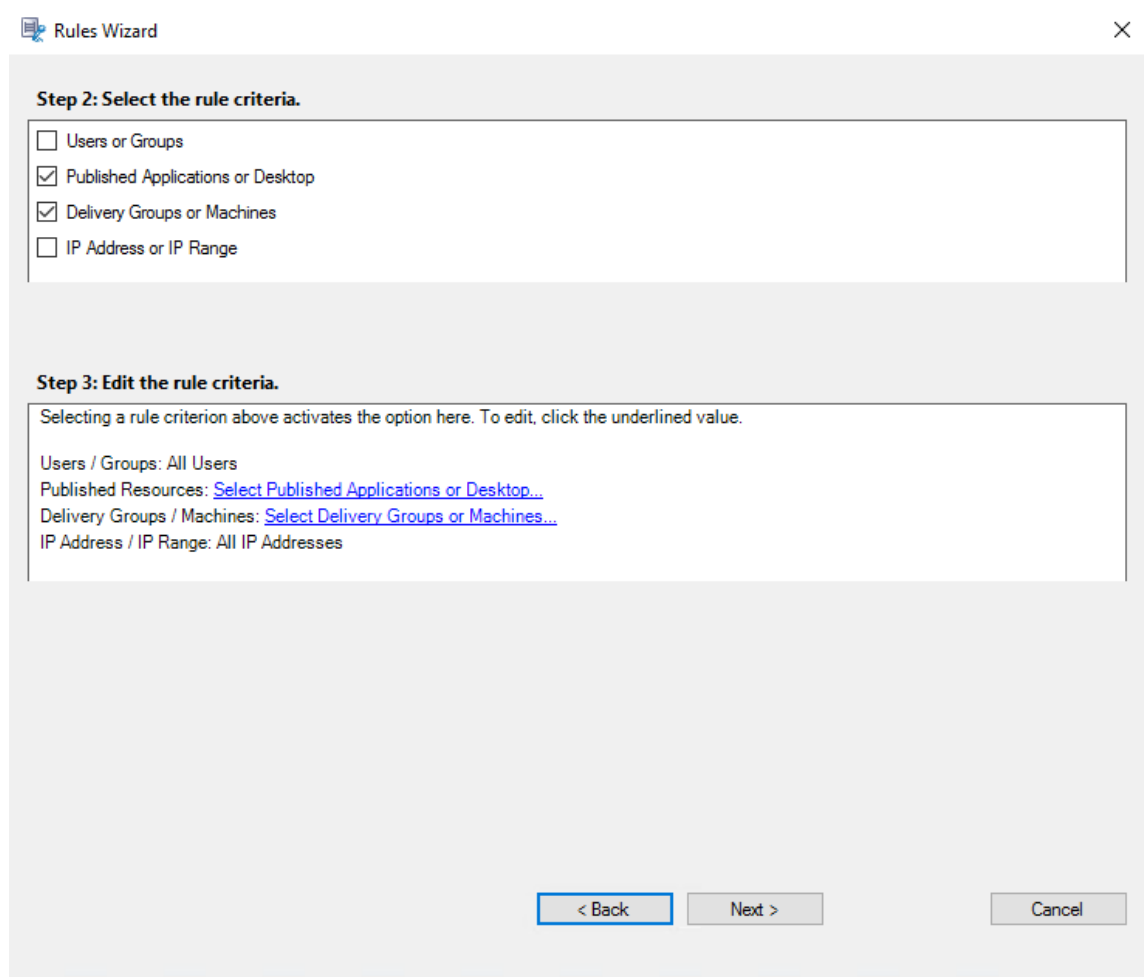 Rules Wizard
Step 2: Select the rule criteria.
Users or Groups
Published Applications or Desktop
Delivery Groups or Machines
IP Address or IP Range
Step 3: Edit the rule criteria.
Selecting a rule criterion above activates the option here. To edit, click the underlined value.
Users / Groups: All Users
Published Resources: Select Published Applications or Desktop...
Delivery Groups / Machines: Select Delivery Groups or Machines...
IP Address / IP Range: All IP Addresses
< Back Next > Cancel